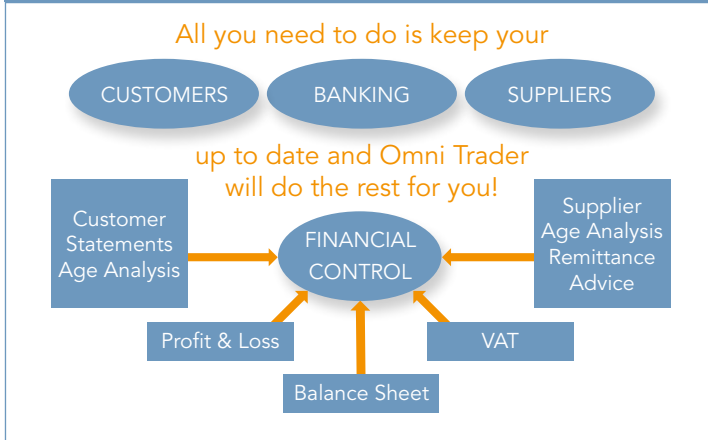 All you need to do is keep your
CUSTOMERS
BANKING
SUPPLIERS
up to date and Omni Trader
will do the rest for you!
Customer
Statements
Age Analysis
FINANCIAL
CONTROL
Supplier
Age Analysis
Remittance
Advice
Profit & Loss
VAT
Balance Sheet